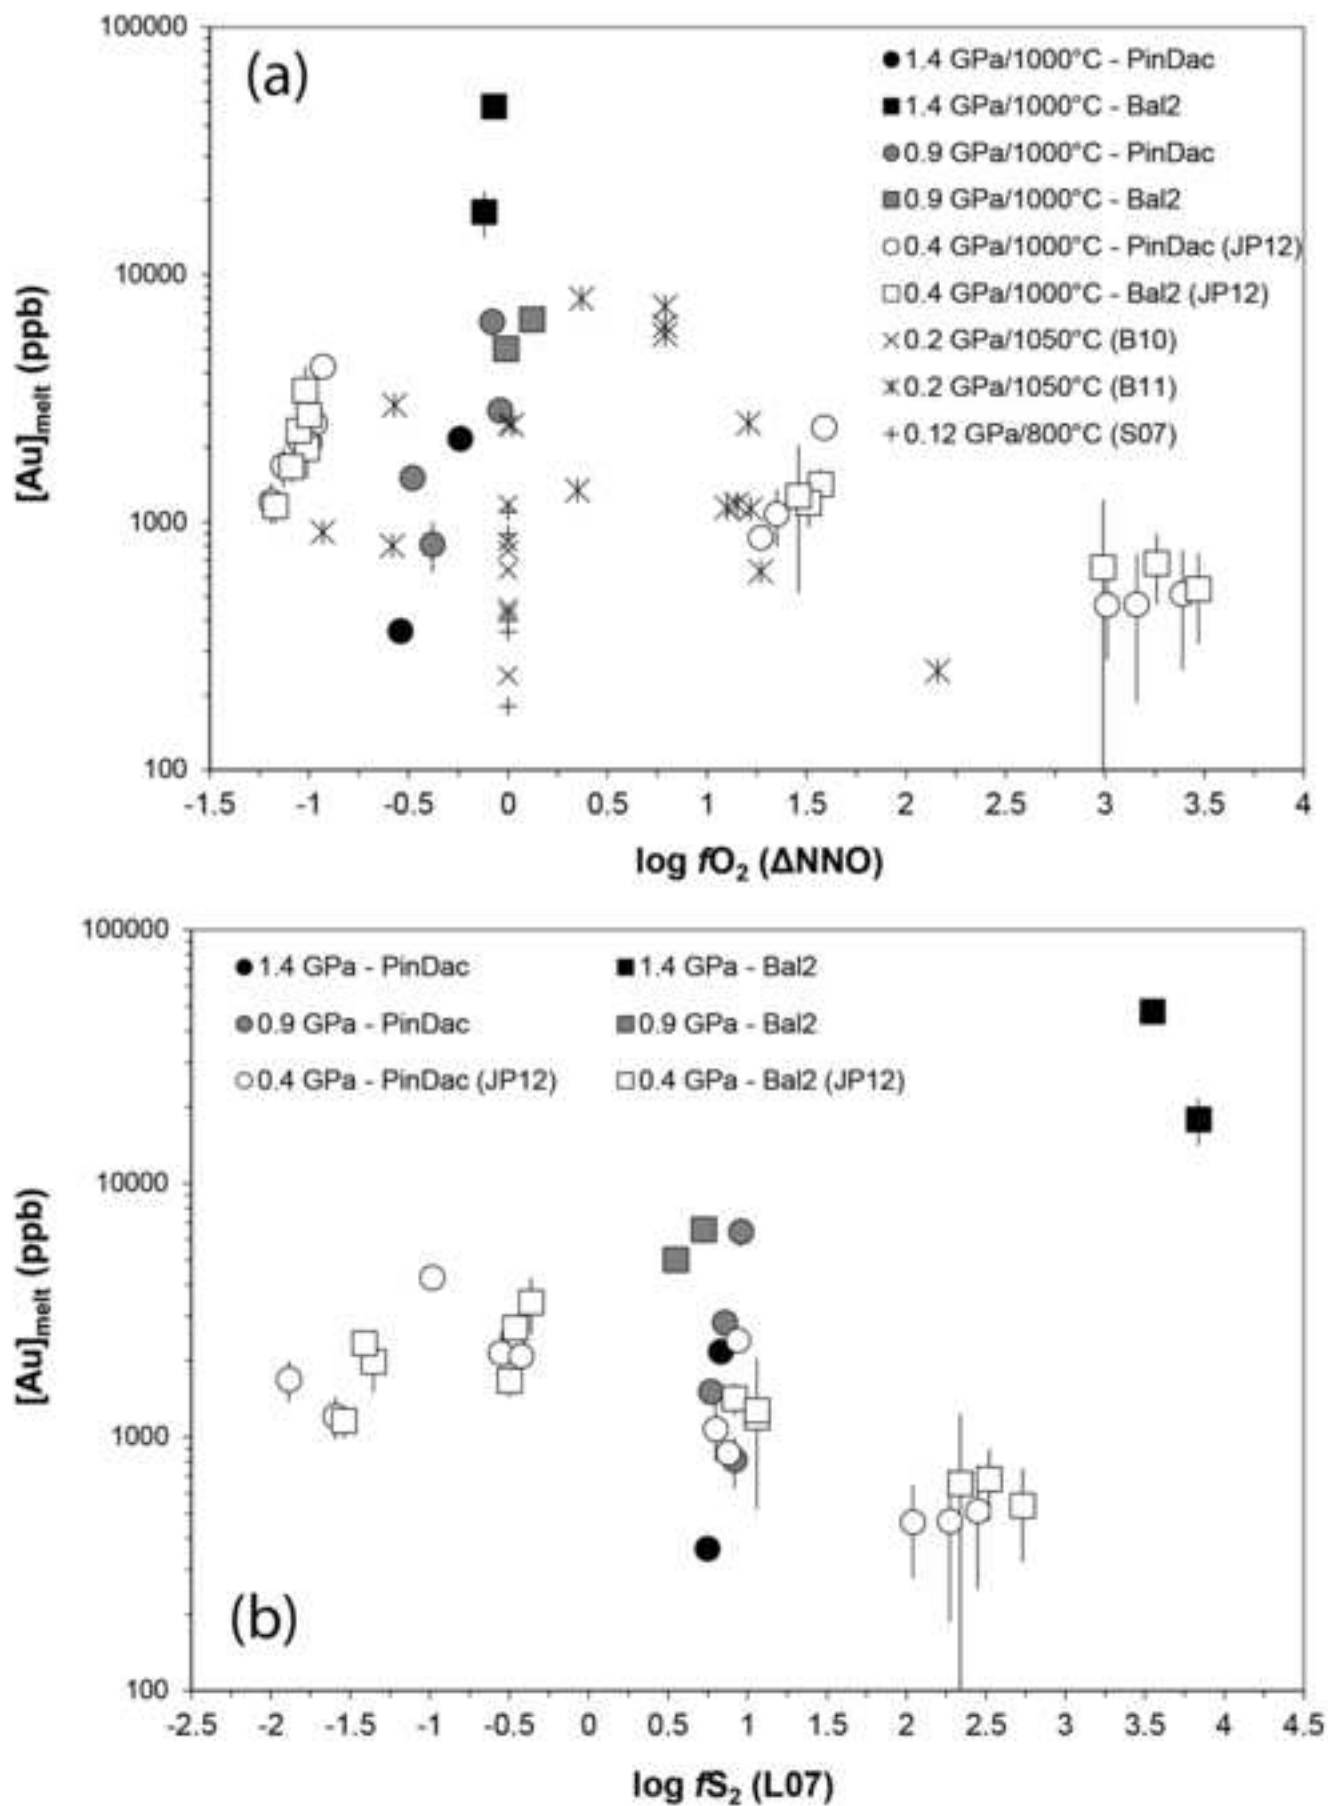 100000
(a)
1.4 GPa/1000°C - PinDac
1.4 GPa/1000°C - Bal2
0.9 GPa/1000°C - PinDac
0.9 GPa/1000°C - Bal2
0.4 GPa/1000°C - PinDac (JP12)
0.4 GPa/1000°C - Bal2 (JP12)
0.2 GPa/1050°C (B10)
0.2 GPa/1050°C (B11)
0.12 GPa/800°C (S07)
10000
[Au]melt (ppb)
1000
100
-1.5 -1 -0.5 0 0.5 1 1.5 2 2.5 3 3.5 4
log fO₂ (ΔNNO)
100000
1.4 GPa - PinDac 1.4 GPa - Bal2
0.9 GPa - PinDac 0.9 GPa - Bal2
0.4 GPa - PinDac (JP12) 0.4 GPa - Bal2 (JP12)
10000
[Au]melt (ppb)
1000
(b)
100
-2.5 -2 -1.5 -1 -0.5 0 0.5 1 1.5 2 2.5 3 3.5 4 4.5
log fS₂ (L07)